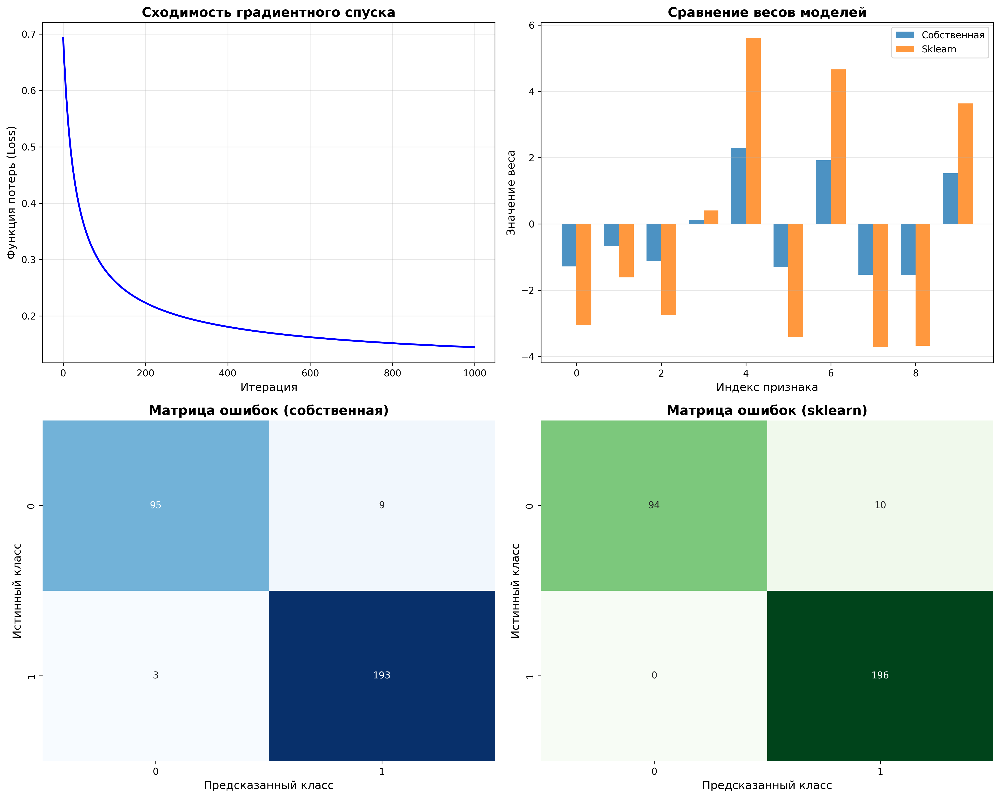 Сходимость градиентного спуска
Функция потерь (Loss)
0.7
0.6
0.5
0.4
0.3
0.2
0 200 400 600 800 1000
Итерация
Сравнение весов моделей
Собственная
Sklearn
Значение веса
6
4
2
0
−2
−4
0 2 4 6 8
Индекс признака
Матрица ошибок (собственная)
Истинный класс
0
95 9
1
3 193
0 1
Предсказанный класс
Матрица ошибок (sklearn)
Истинный класс
0
94 10
1
0 196
0 1
Предсказанный класс